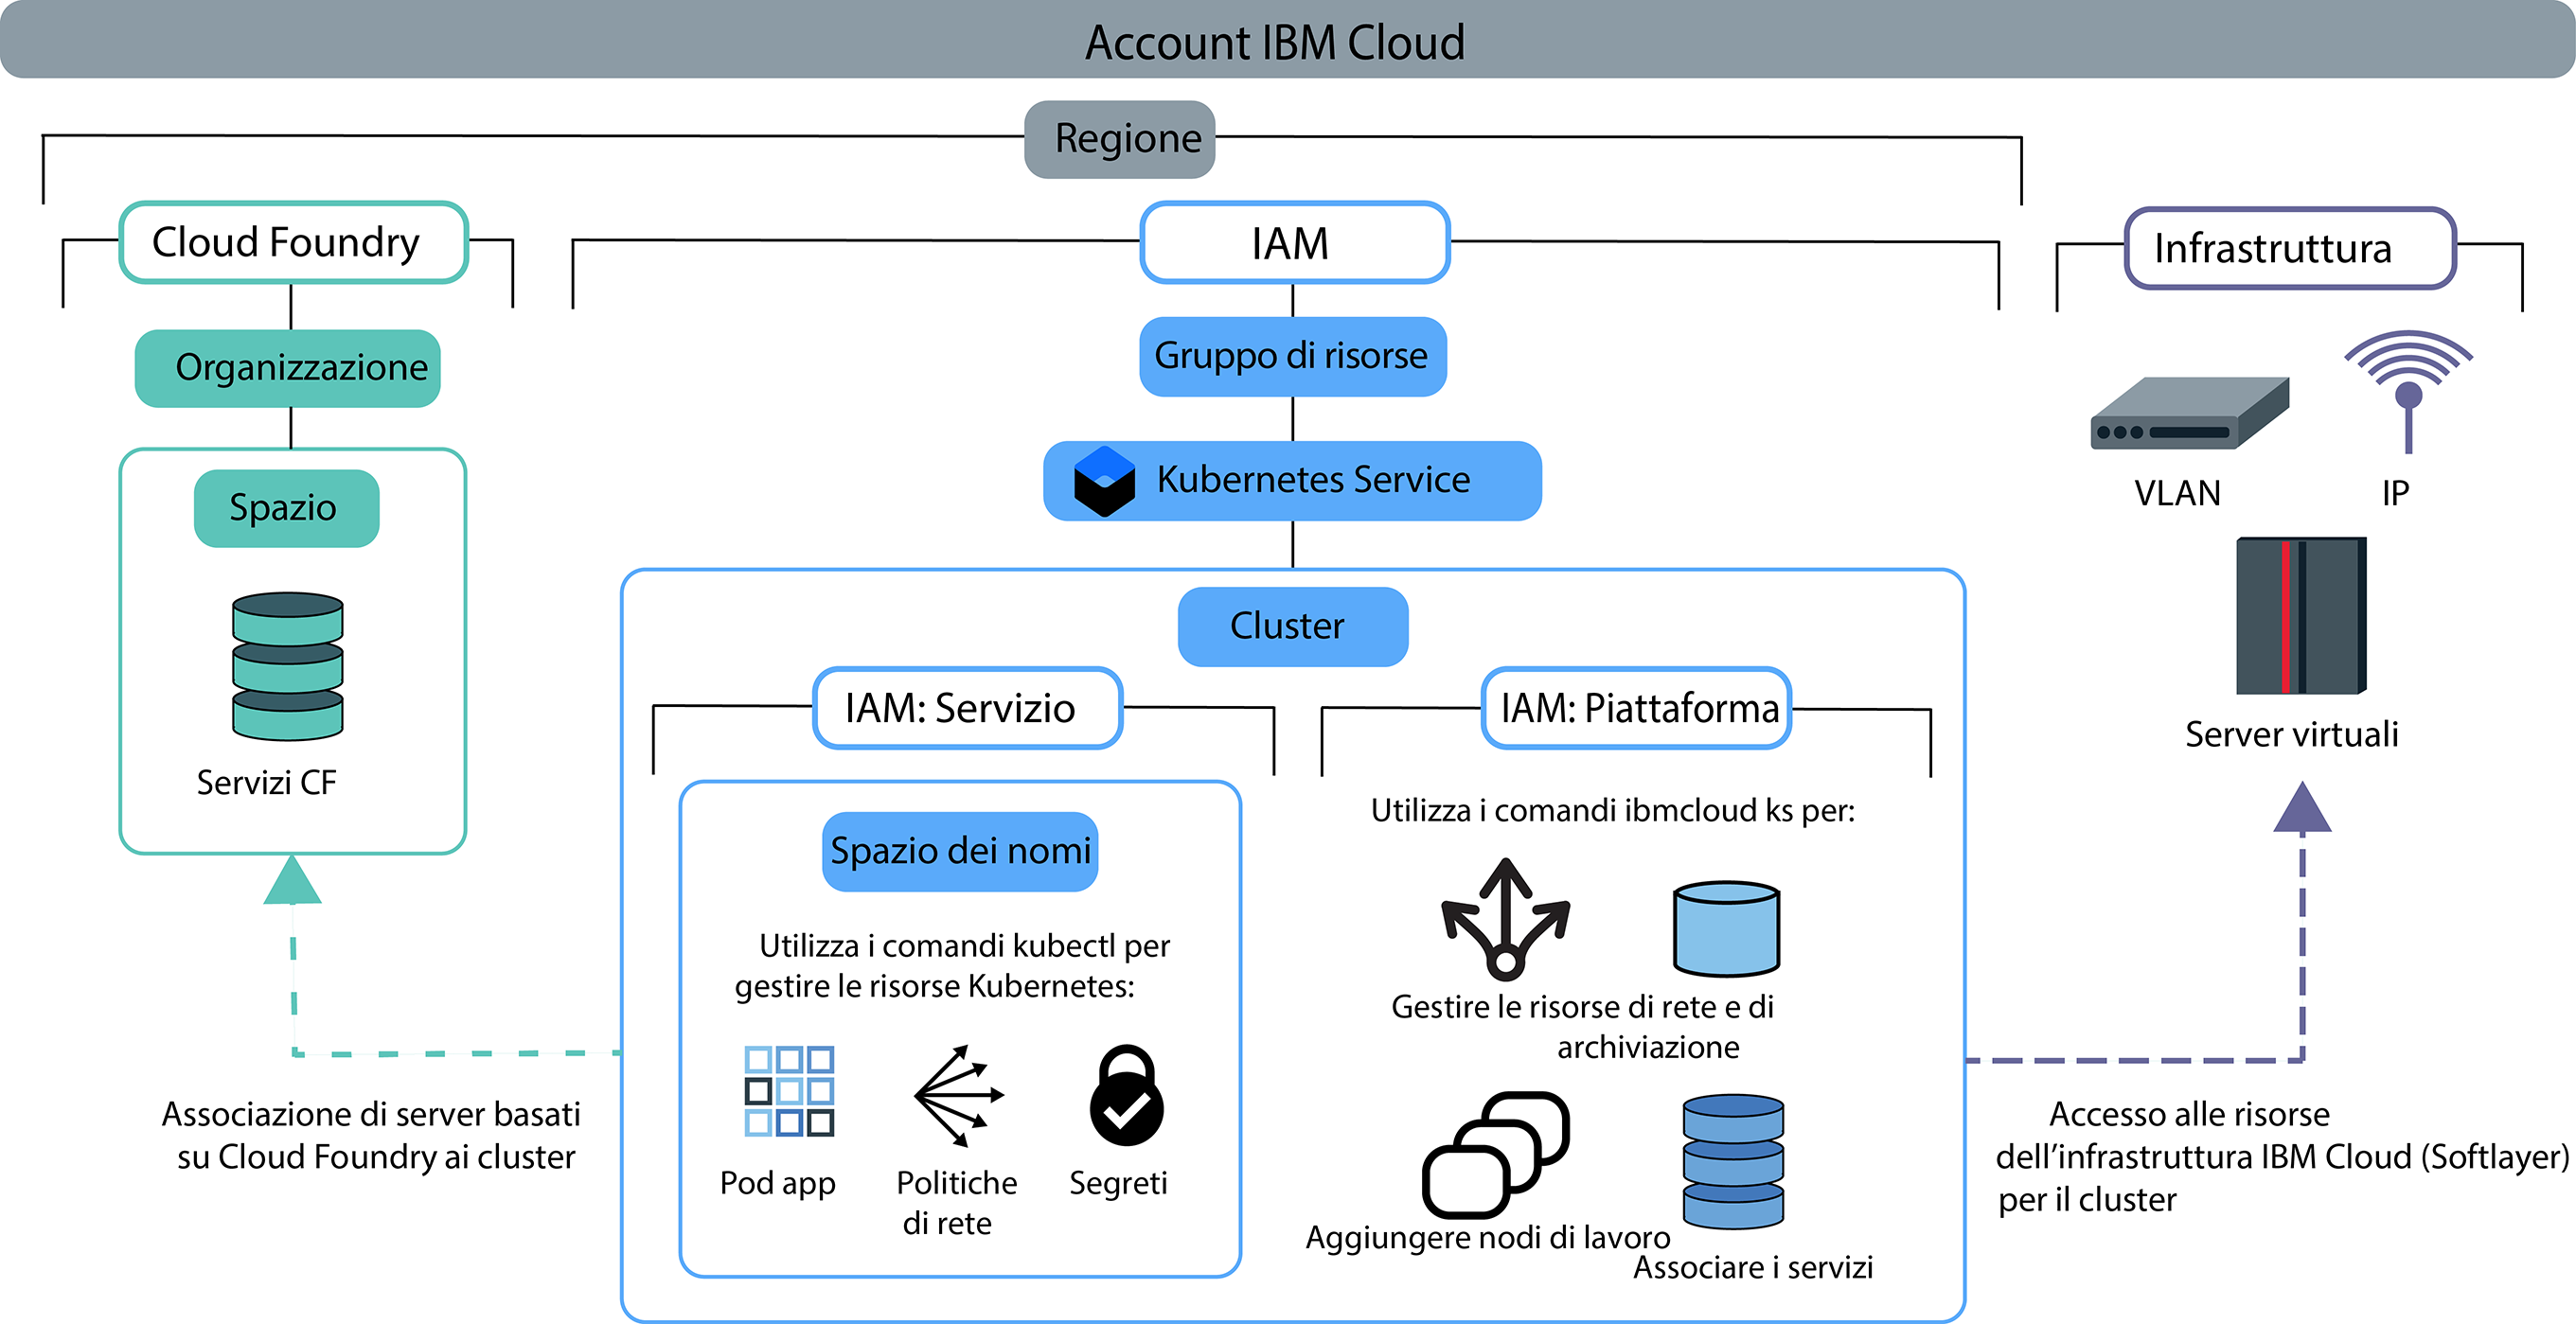 Account IBM Cloud
Regione
Cloud Foundry
IAM
Infrastruttura
Organizzazione
Gruppo di risorse
Spazio
Kubernetes Service
VLAN
IP
Servizi CF
Cluster
Server virtuali
IAM: Servizio
IAM: Piattaforma
Spazio dei nomi
Utilizza i comandi kubectl per
gestire le risorse Kubernetes:
Pod app
Politiche
di rete
Segreti
Utilizza i comandi ibmcloud ks per:
Gestire le risorse di rete e di
archiviazione
Aggiungere nodi di lavoro
Associare i servizi
Associazione di server basati
su Cloud Foundry ai cluster
Accesso alle risorse
dell’infrastruttura IBM Cloud (Softlayer)
per il cluster